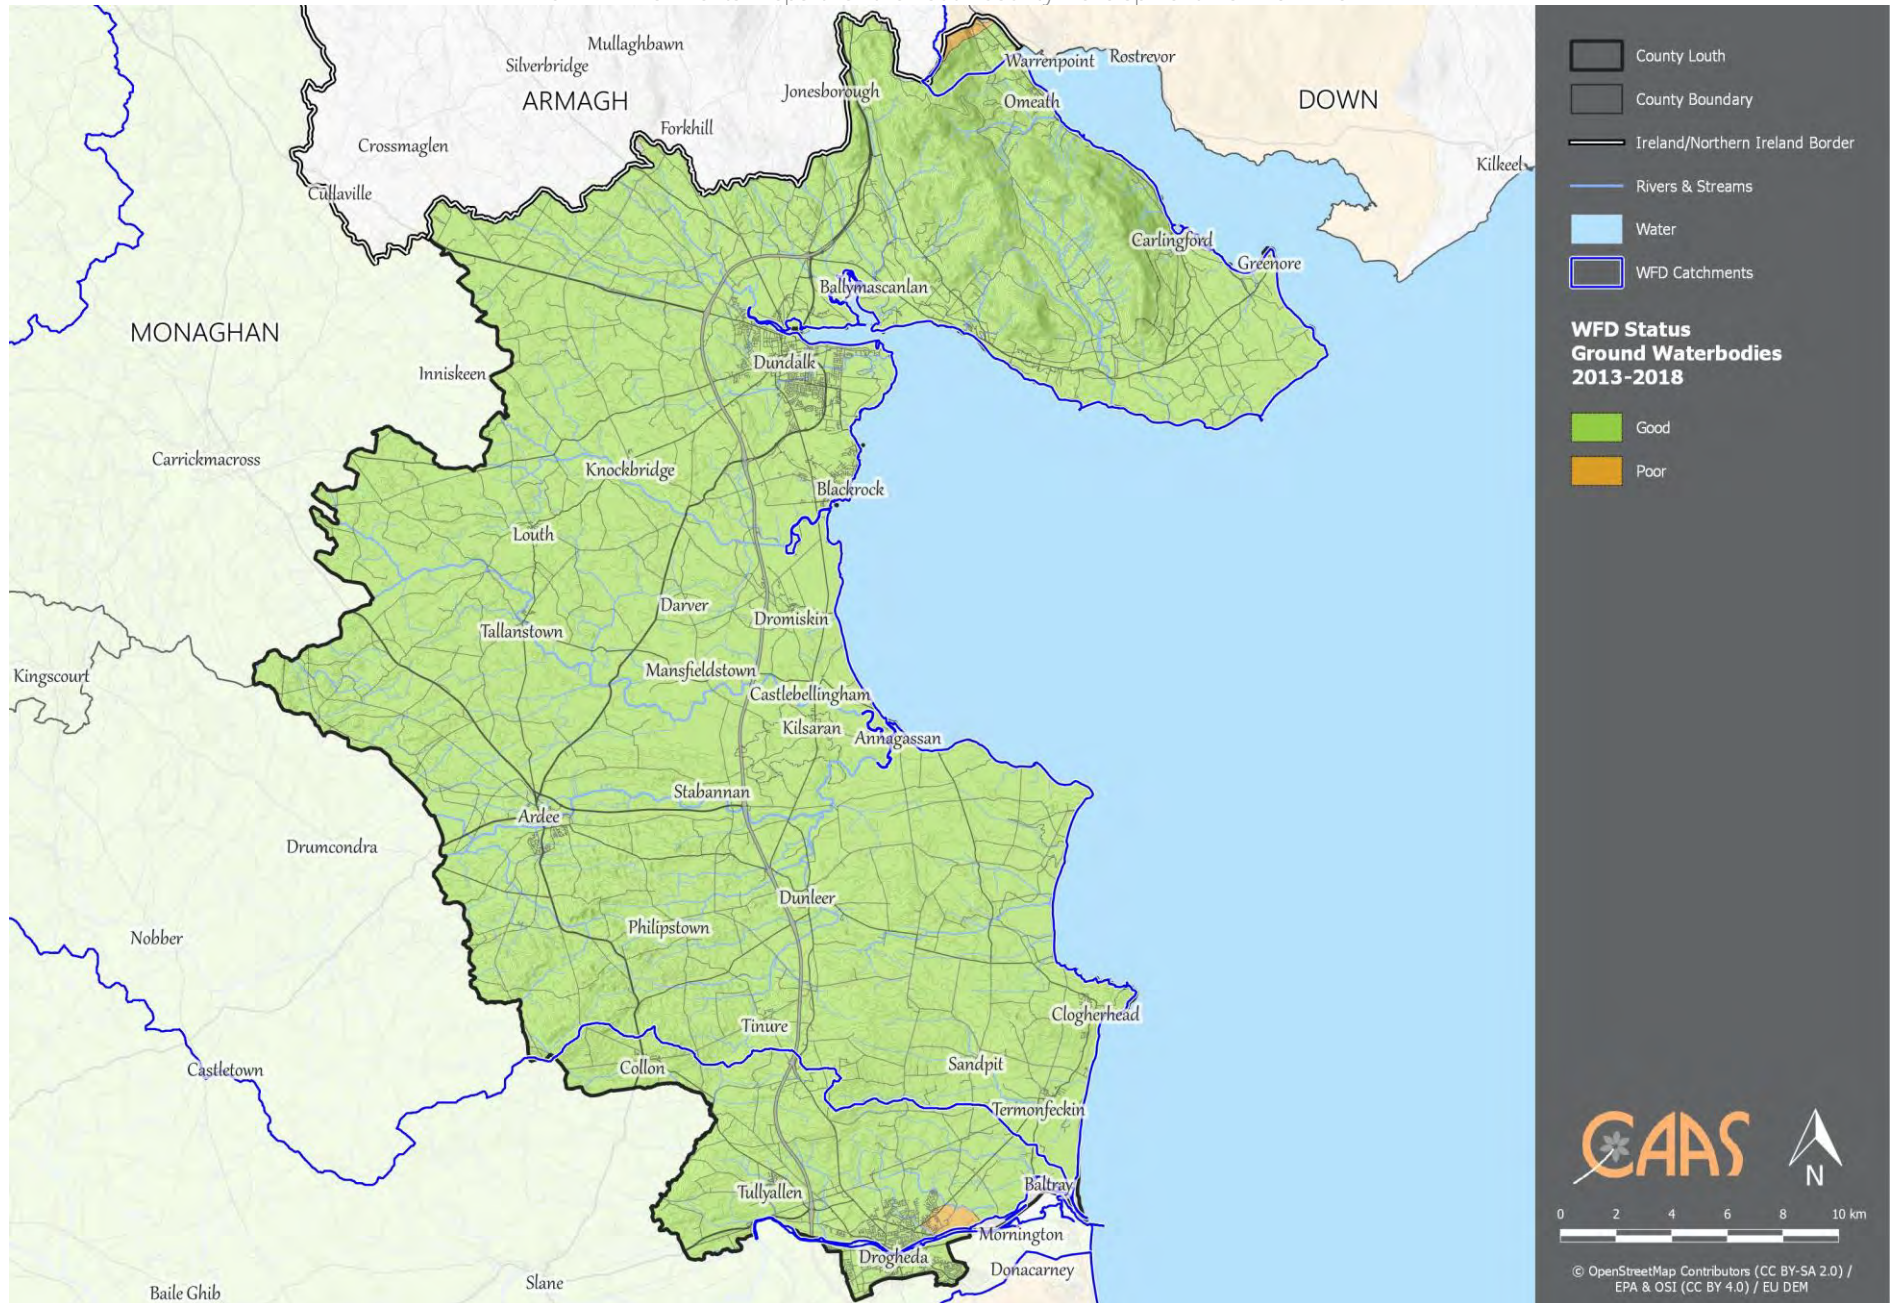 Mullaghbawn
Silverbridge
Warrenpoint
Rostrevor
Jonesborough
ARMAGH
Omeath
DOWN
Forkhill
Crossmaglen
Kilkeel
Cullaville
Carlingford
Greenore
Ballymascanlan
MONAGHAN
Dundalk
Inniskeen
Carrickmacross
Knockbridge
Blackrock
Louth
Darver
Dromiskin
Tallanstown
Mansfieldstown
Kingscourt
Castlebellingham
Kilsaran
Annagassan
Stabannan
Ardee
Drumcondra
Dunleer
Philipstown
Nobber
Clogherhead
Tinure
Sandpit
Collon
Castletown
Termonfeckin
Baltray
Tullyallen
Mornington
Drogheda
Donacarney
Slane
Baile Ghib
County Louth
County Boundary
Ireland/Northern Ireland Border
Rivers & Streams
Water
WFD Catchments
WFD Status
Ground Waterbodies
2013-2018
Good
Poor
CAAS
N
0 2 4 6 8 10 km
© OpenStreetMap Contributors (CC BY-SA 2.0) /
EPA & OSI (CC BY 4.0) / EU DEM